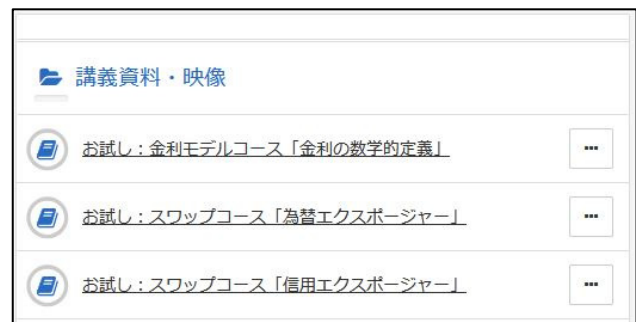 講義資料・映像
お試し：金利モデルコース「金利の数学的定義」
お試し：スワップコース「為替エクスポージャー」
お試し：スワップコース「信用エクスポージャー」